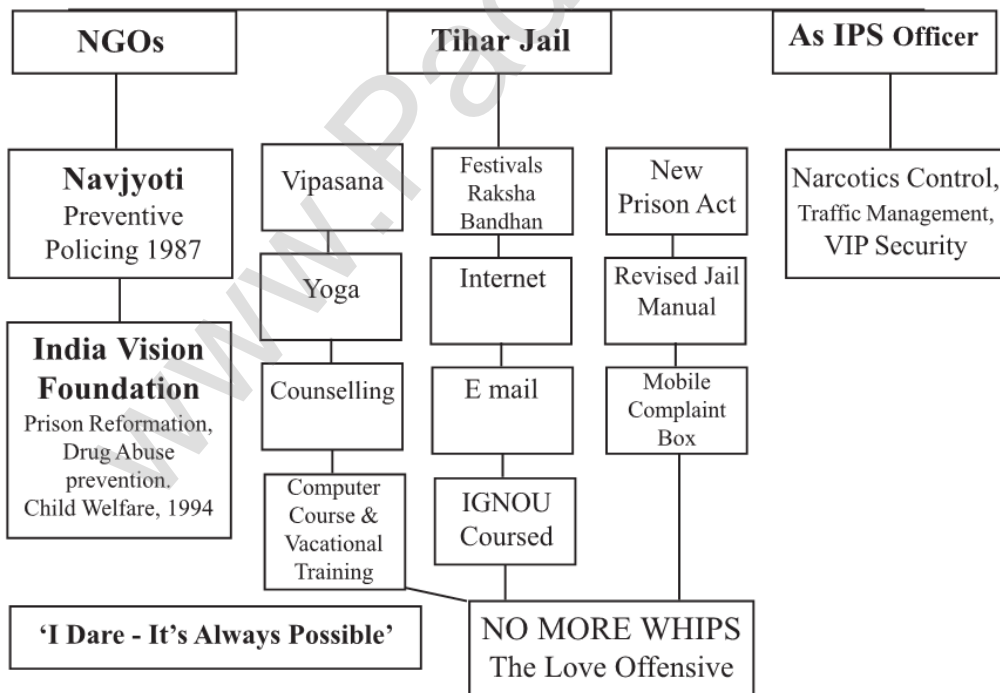 NGOs
Tihar Jail
As IPS Officer
Navjyoti
Preventive
Policing 1987
India Vision
Foundation
Prison Reformation,
Drug Abuse
prevention.
Child Welfare, 1994
Vipasana
Yoga
Counselling
Computer
Course &
Vacational
Training
Festivals
Raksha
Bandhan
Internet
E mail
IGNOU
Coursed
New
Prison Act
Revised Jail
Manual
Mobile
Complaint
Box
Narcotics Control,
Traffic Management,
VIP Security
‘I Dare - It’s Always Possible’
NO MORE WHIPS
The Love Offensive